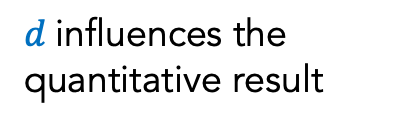 d influences the
quantitative result